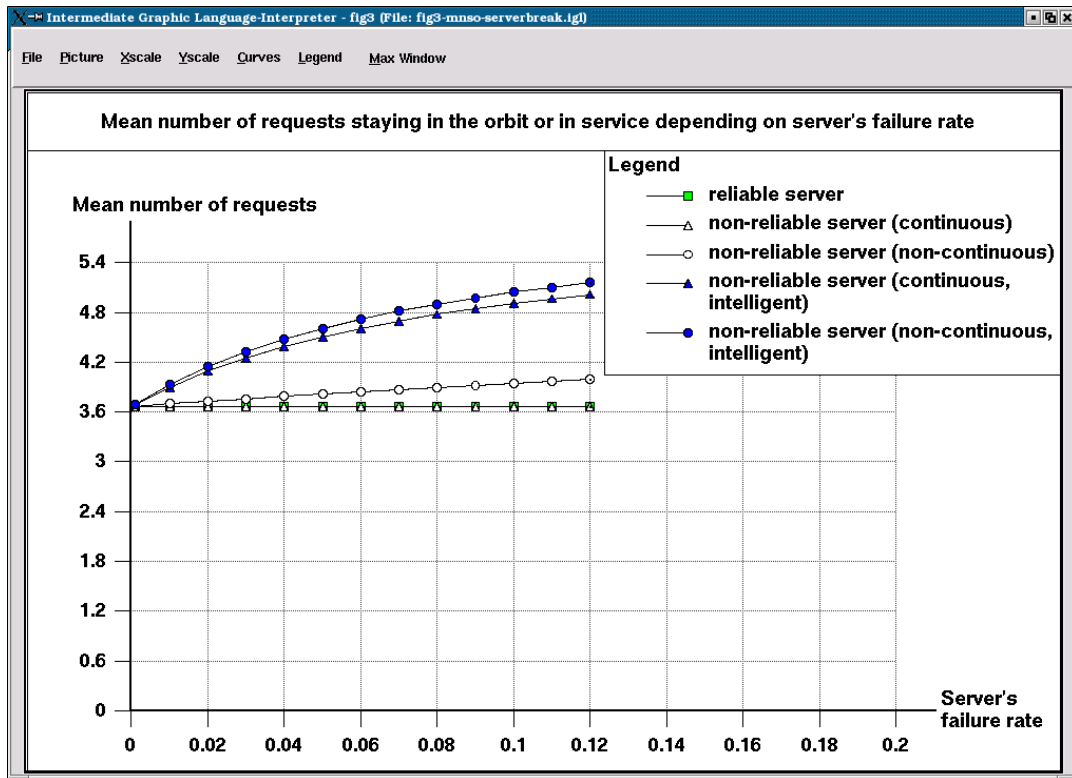 Intermediate Graphic Language-Interpreter - fig3 (File: fig3-mnso-serverbreak.igl)
File Picture Xscale Yscale Curves Legend Max Window
Mean number of requests staying in the orbit or in service depending on server's failure rate
Legend
reliable server
non-reliable server (continuous)
non-reliable server (non-continuous)
non-reliable server (continuous,
intelligent)
non-reliable server (non-continuous,
intelligent)
Mean number of requests
5.4
4.8
4.2
3.6
3
2.4
1.8
1.2
0.6
0
Server's
failure rate
0 0.02 0.04 0.06 0.08 0.1 0.12 0.14 0.16 0.18 0.2